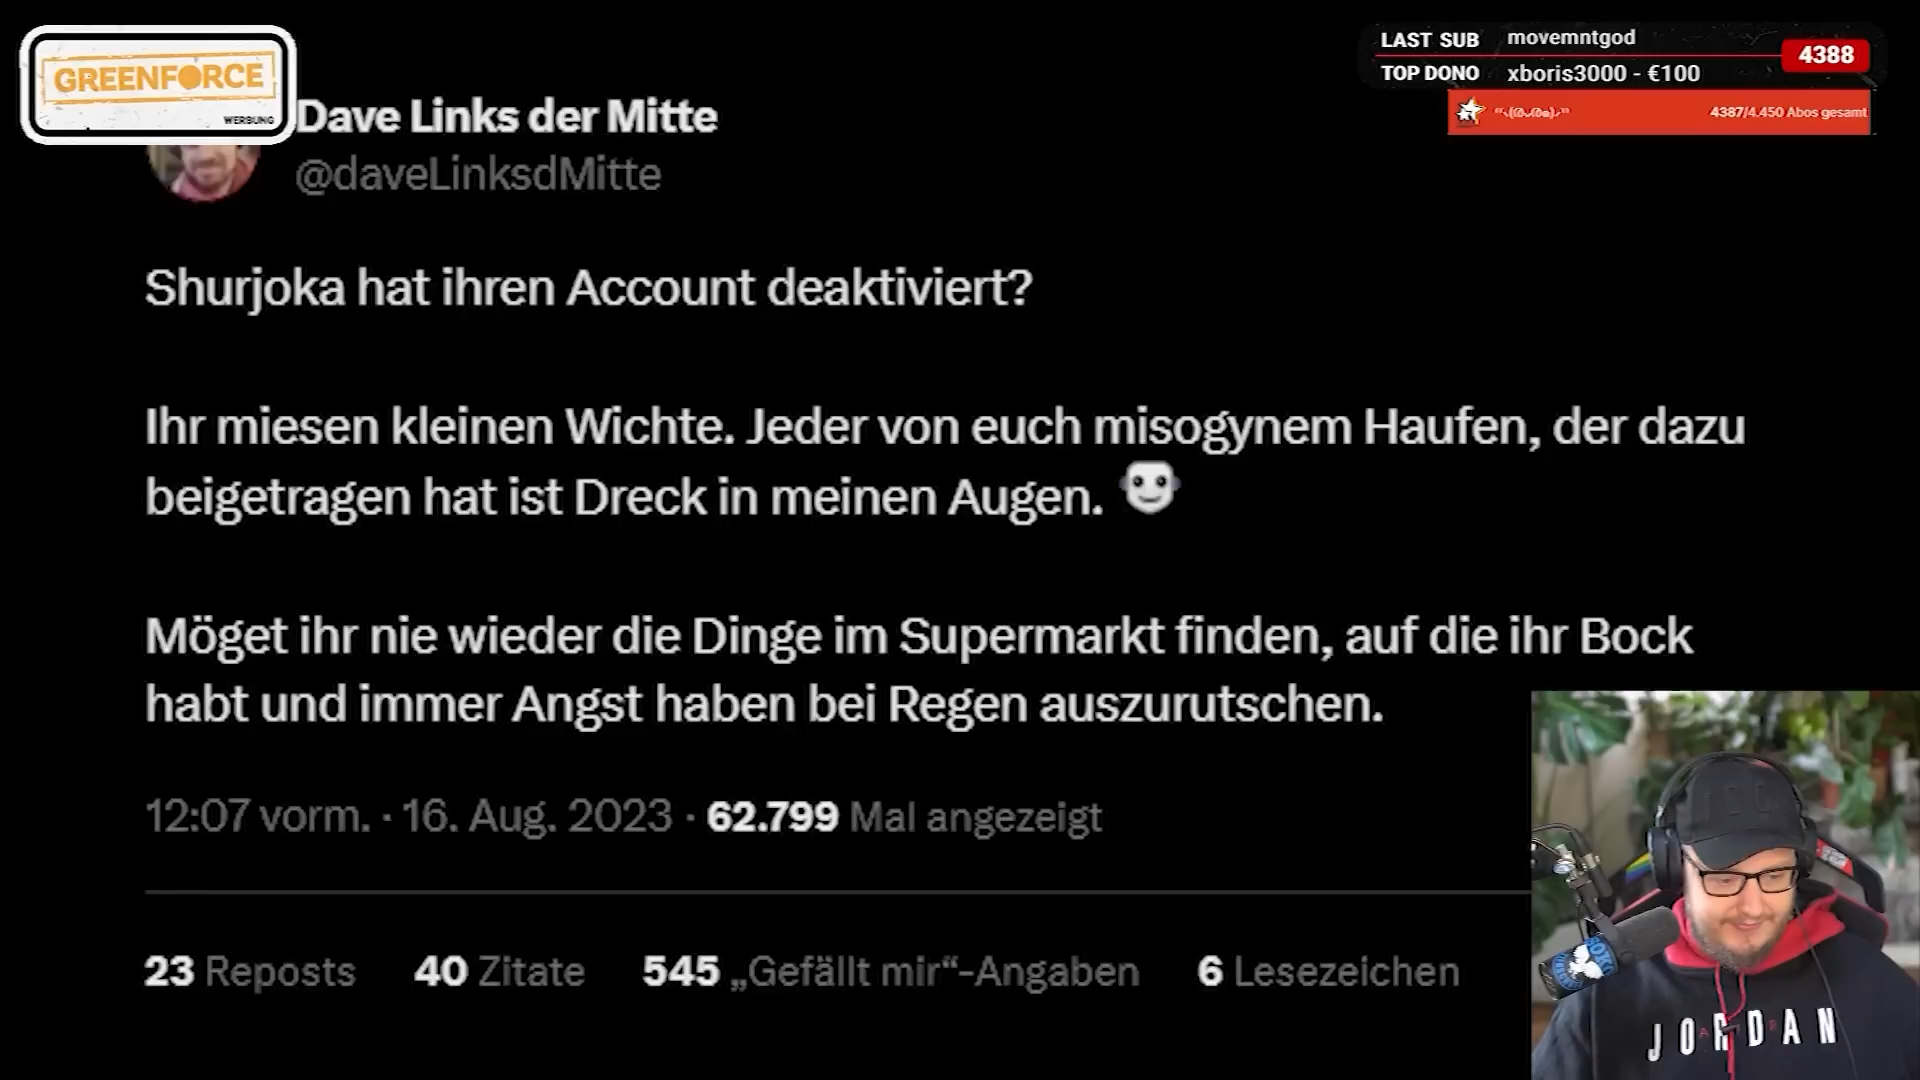 GREENFORCE
WERBUNG
LAST SUB movemntgod
4388
TOP DONO xboris3000 - €100
4387/4.450 Abos gesamt
Dave Links der Mitte
@daveLinksdMitte
Shurjoka hat ihren Account deaktiviert?
Ihr miesen kleinen Wichte. Jeder von euch misogynem Haufen, der dazu
beigetragen hat ist Dreck in meinen Augen.
Möget ihr nie wieder die Dinge im Supermarkt finden, auf die ihr Bock
habt und immer Angst haben bei Regen auszurutschen.
12:07 vorm. · 16. Aug. 2023 · 62.799 Mal angezeigt
23 Reposts 40 Zitate 545 „Gefällt mir“-Angaben 6 Lesezeichen
JORDAN